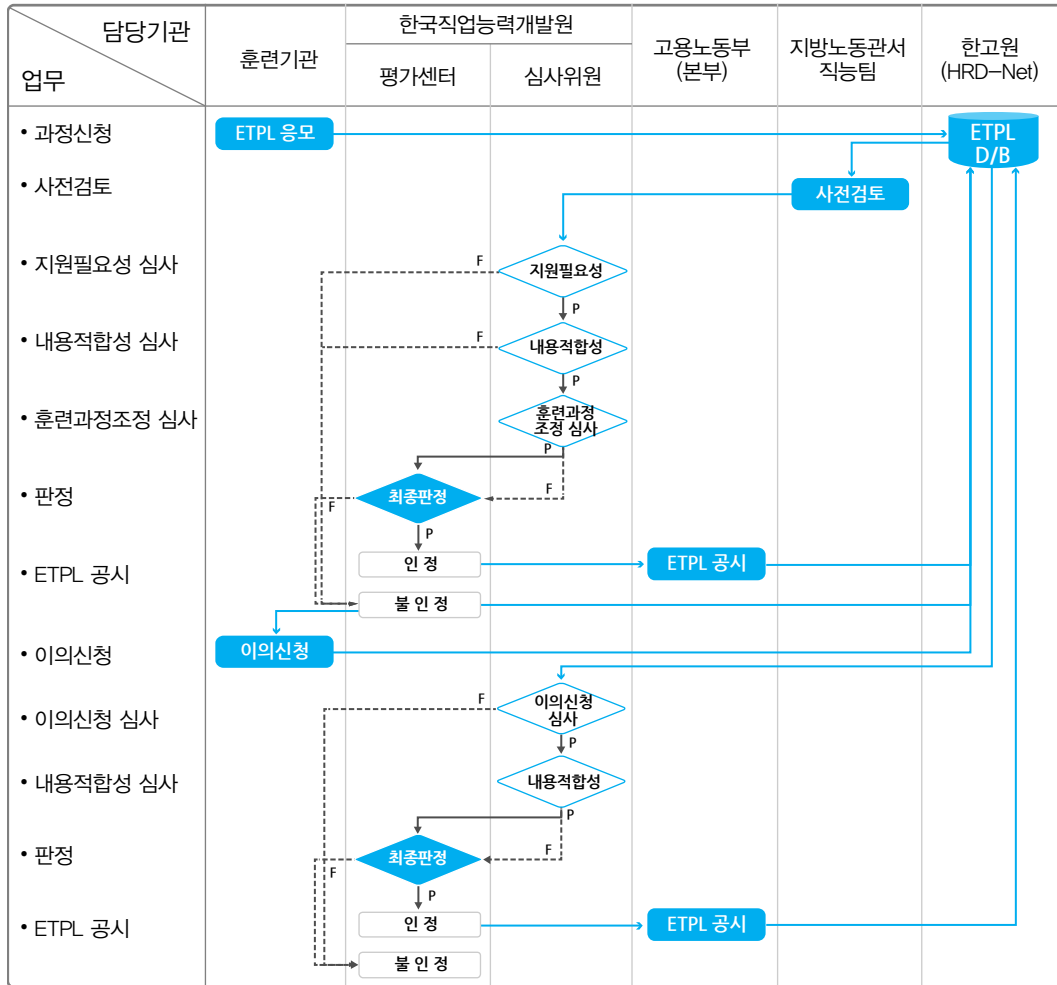 담당기관
업무
훈련기관
한국직업능력개발원
평가센터
심사위원
고용노동부
(본부)
지방노동관서
직능팀
한고원
(HRD-Net)
• 과정신청
ETPL 응모
ETPL
D/B
• 사전검토
사전검토
• 지원필요성 심사
F
지원필요성
P
• 내용적합성 심사
F
내용적합성
P
• 훈련과정조정 심사
훈련과정
조정 심사
P
• 판정
F
최종판정
F
P
• ETPL 공시
인 정
ETPL 공시
불 인 정
• 이의신청
이의신청
• 이의신청 심사
F
이의신청
심사
P
• 내용적합성 심사
내용적합성
P
• 판정
F
최종판정
F
P
• ETPL 공시
인 정
ETPL 공시
불 인 정